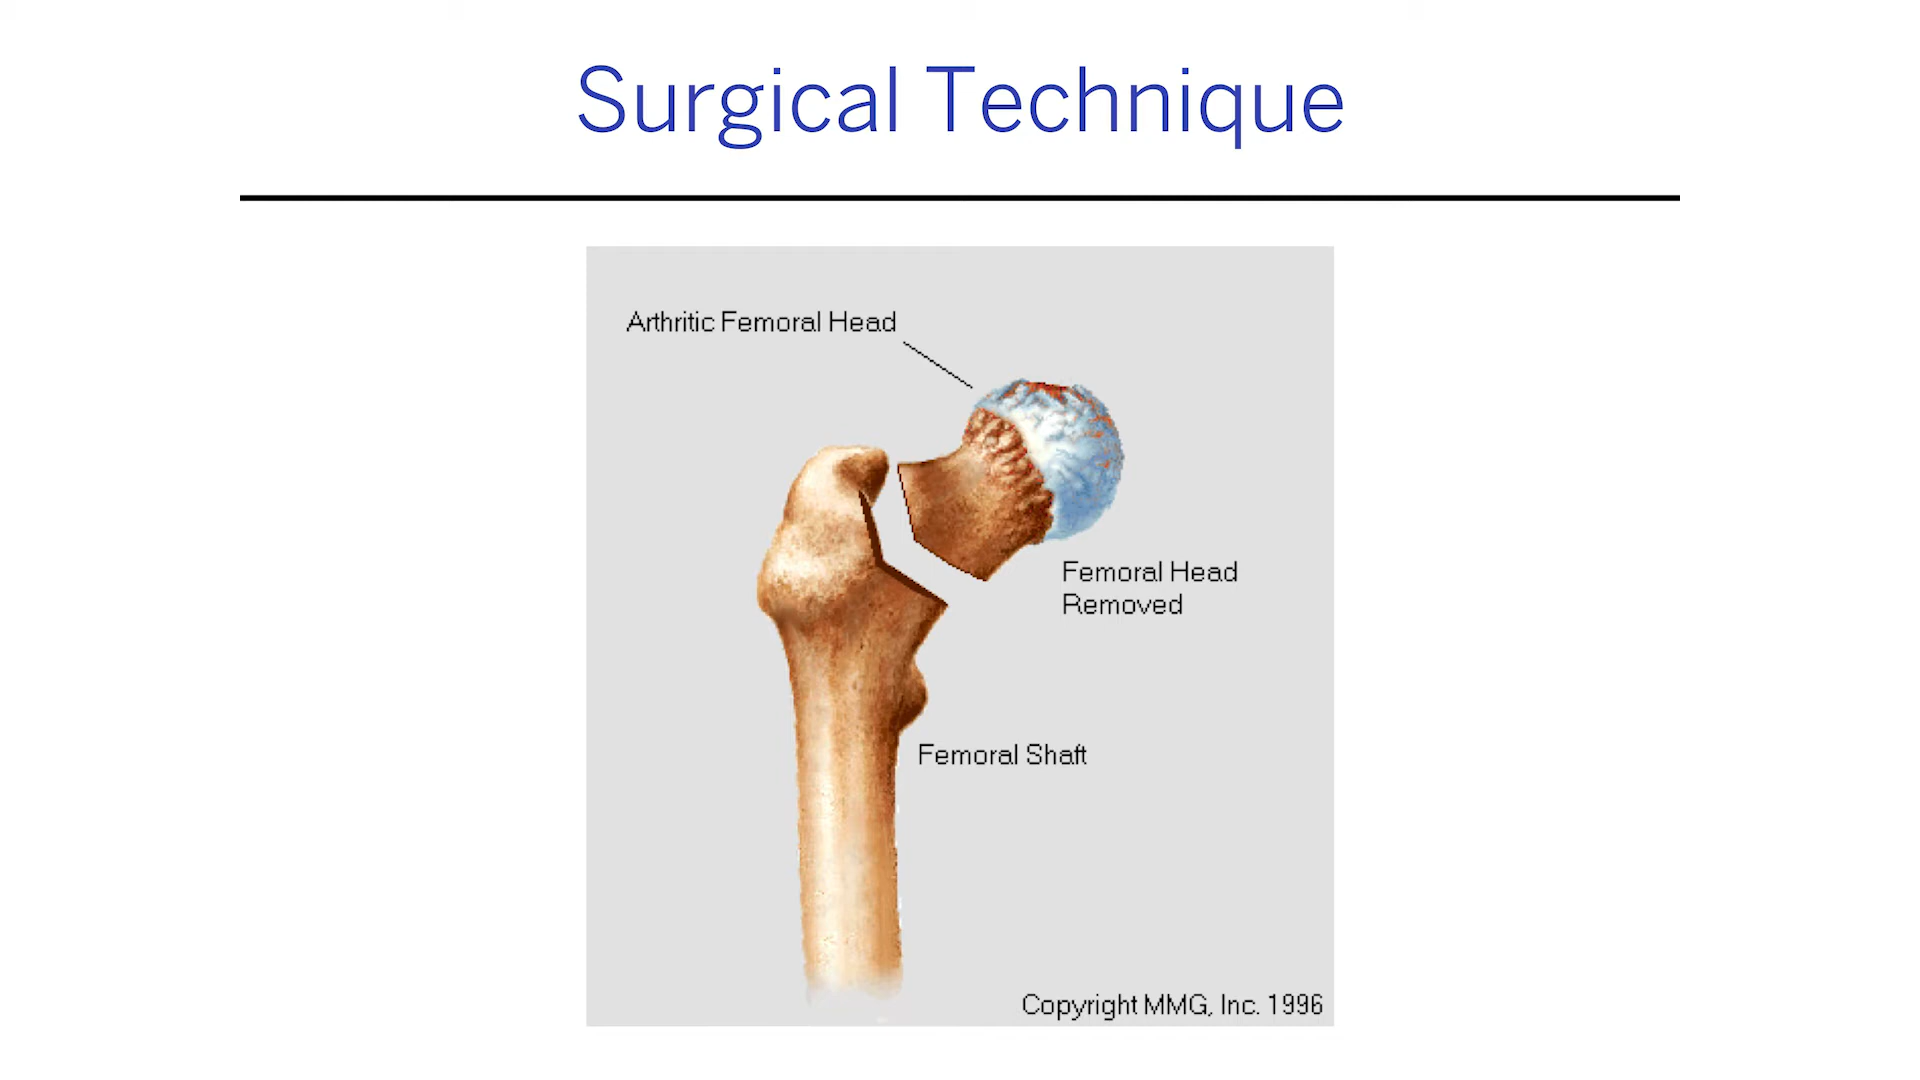 Surgical Technique
Arthritic Femoral Head
Femoral Head
Removed
Femoral Shaft
Copyright MMG, Inc. 1996